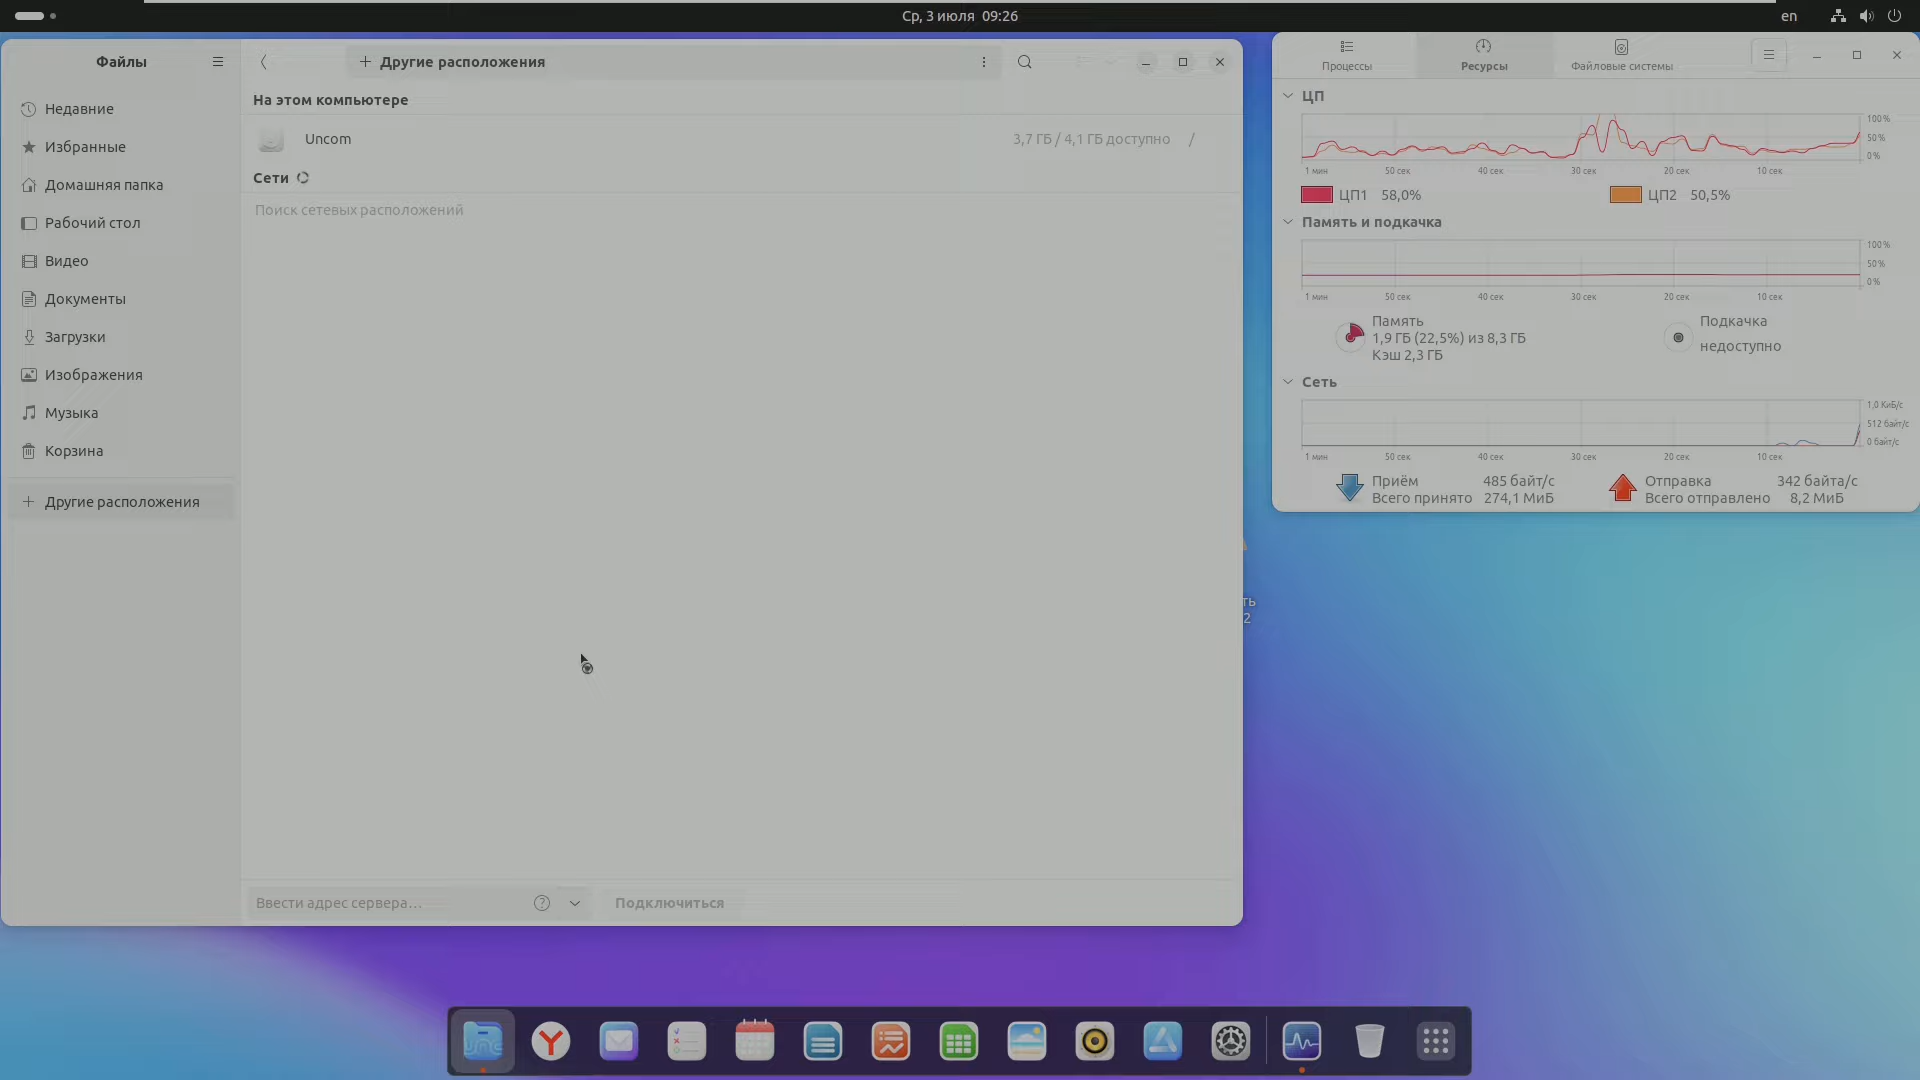 Ср, 3 июля 09:26
en
Файлы
Другие расположения
Недавние
Избранные
Домашняя папка
Рабочий стол
Видео
Документы
Загрузки
Изображения
Музыка
Корзина
Другие расположения
На этом компьютере
Uncom
3,7 ГБ / 4,1 ГБ доступно /
Сети
Поиск сетевых расположений
Ввести адрес сервера…
Подключиться
Процессы
Ресурсы
Файловые системы
ЦП
100 %
50 %
0 %
1 мин 50 сек 40 сек 30 сек 20 сек 10 сек
ЦП1 58,0%
ЦП2 50,5%
Память и подкачка
100 %
50 %
0 %
1 мин 50 сек 40 сек 30 сек 20 сек 10 сек
Память
1,9 ГБ (22,5%) из 8,3 ГБ
Кэш 2,3 ГБ
Подкачка
недоступно
Сеть
1,0 КиБ/с
512 байт/с
0 байт/с
1 мин 50 сек 40 сек 30 сек 20 сек 10 сек
Приём 485 байт/с
Всего принято 274,1 МиБ
Отправка 342 байта/с
Всего отправлено 8,2 МиБ
ть
2
unc